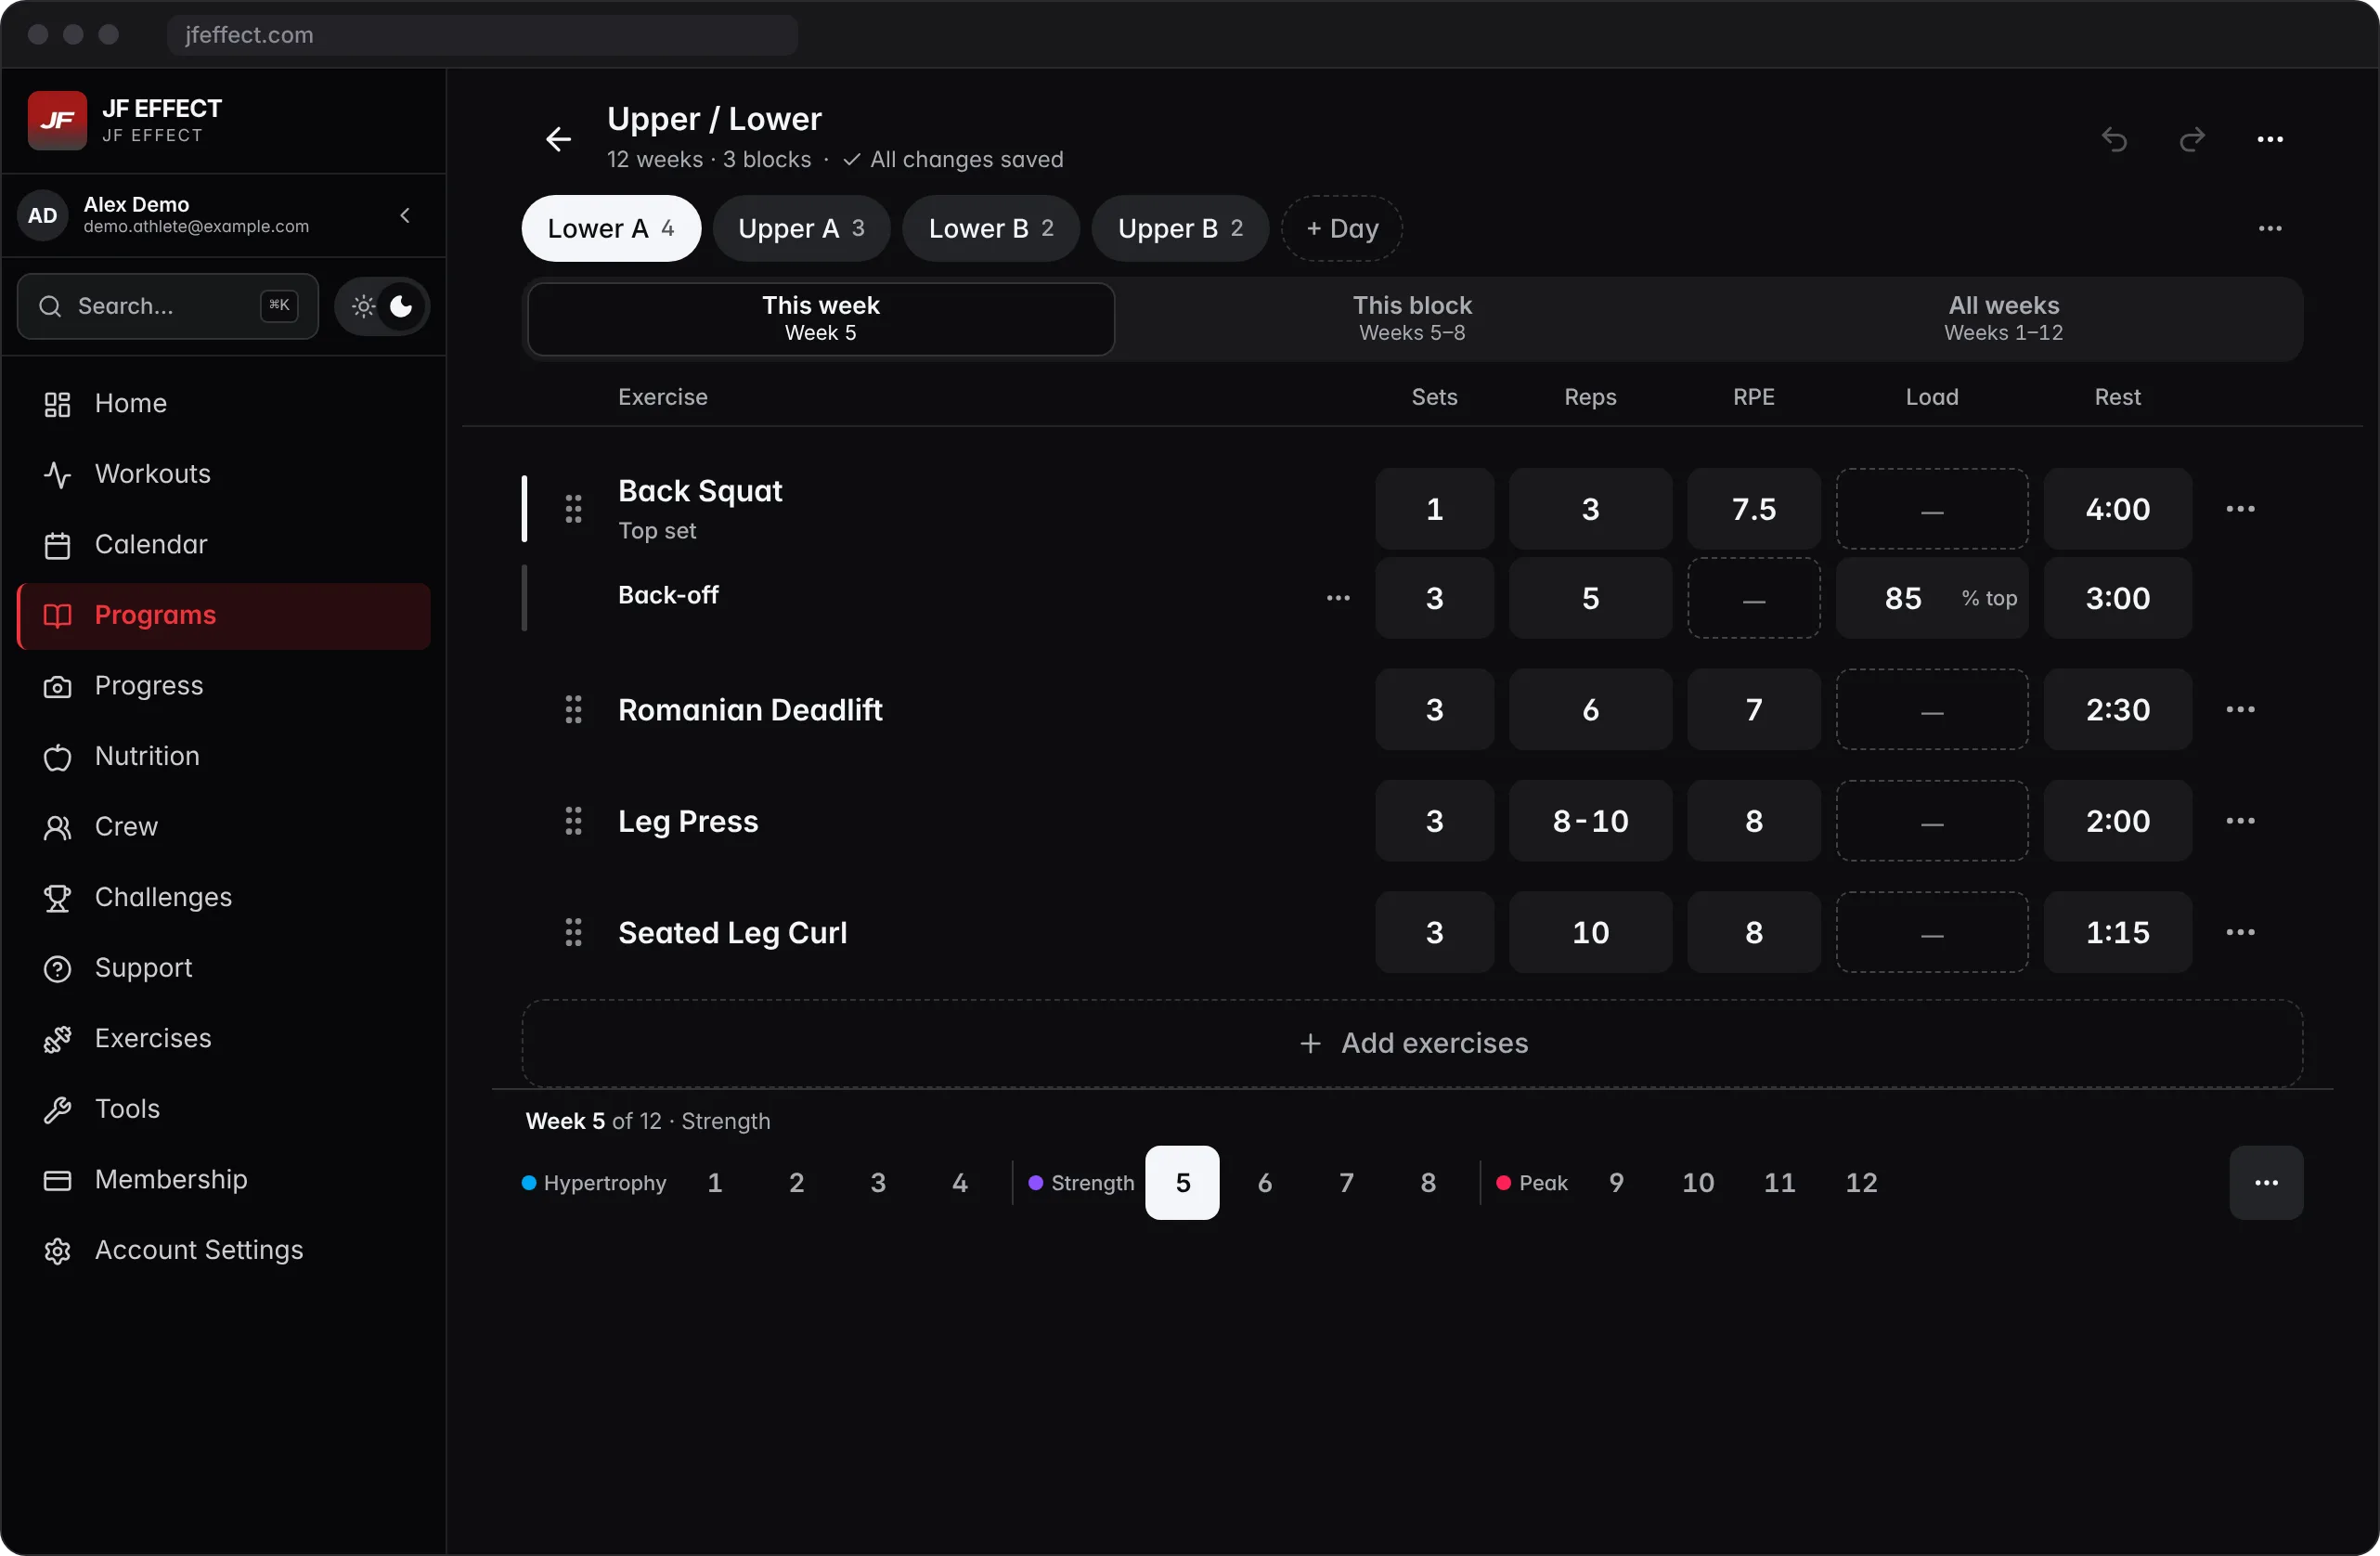 jfeffect.com
JF
JF EFFECT
JF EFFECT
AD
Alex Demo
demo.athlete@example.com
Search...
⌘K
Home
Workouts
Calendar
Programs
Progress
Nutrition
Crew
Challenges
Support
Exercises
Tools
Membership
Account Settings
Upper / Lower
12 weeks · 3 blocks · ✓ All changes saved
Lower A 4
Upper A 3
Lower B 2
Upper B 2
+ Day
This week
Week 5
This block
Weeks 5–8
All weeks
Weeks 1–12
Exercise Sets Reps RPE Load Rest
Back Squat
Top set
1 3 7.5 — 4:00
Back-off 3 5 — 85 % top 3:00
Romanian Deadlift 3 6 7 — 2:30
Leg Press 3 8-10 8 — 2:00
Seated Leg Curl 3 10 8 — 1:15
+ Add exercises
Week 5 of 12 · Strength
Hypertrophy 1 2 3 4 Strength 5 6 7 8 Peak 9 10 11 12